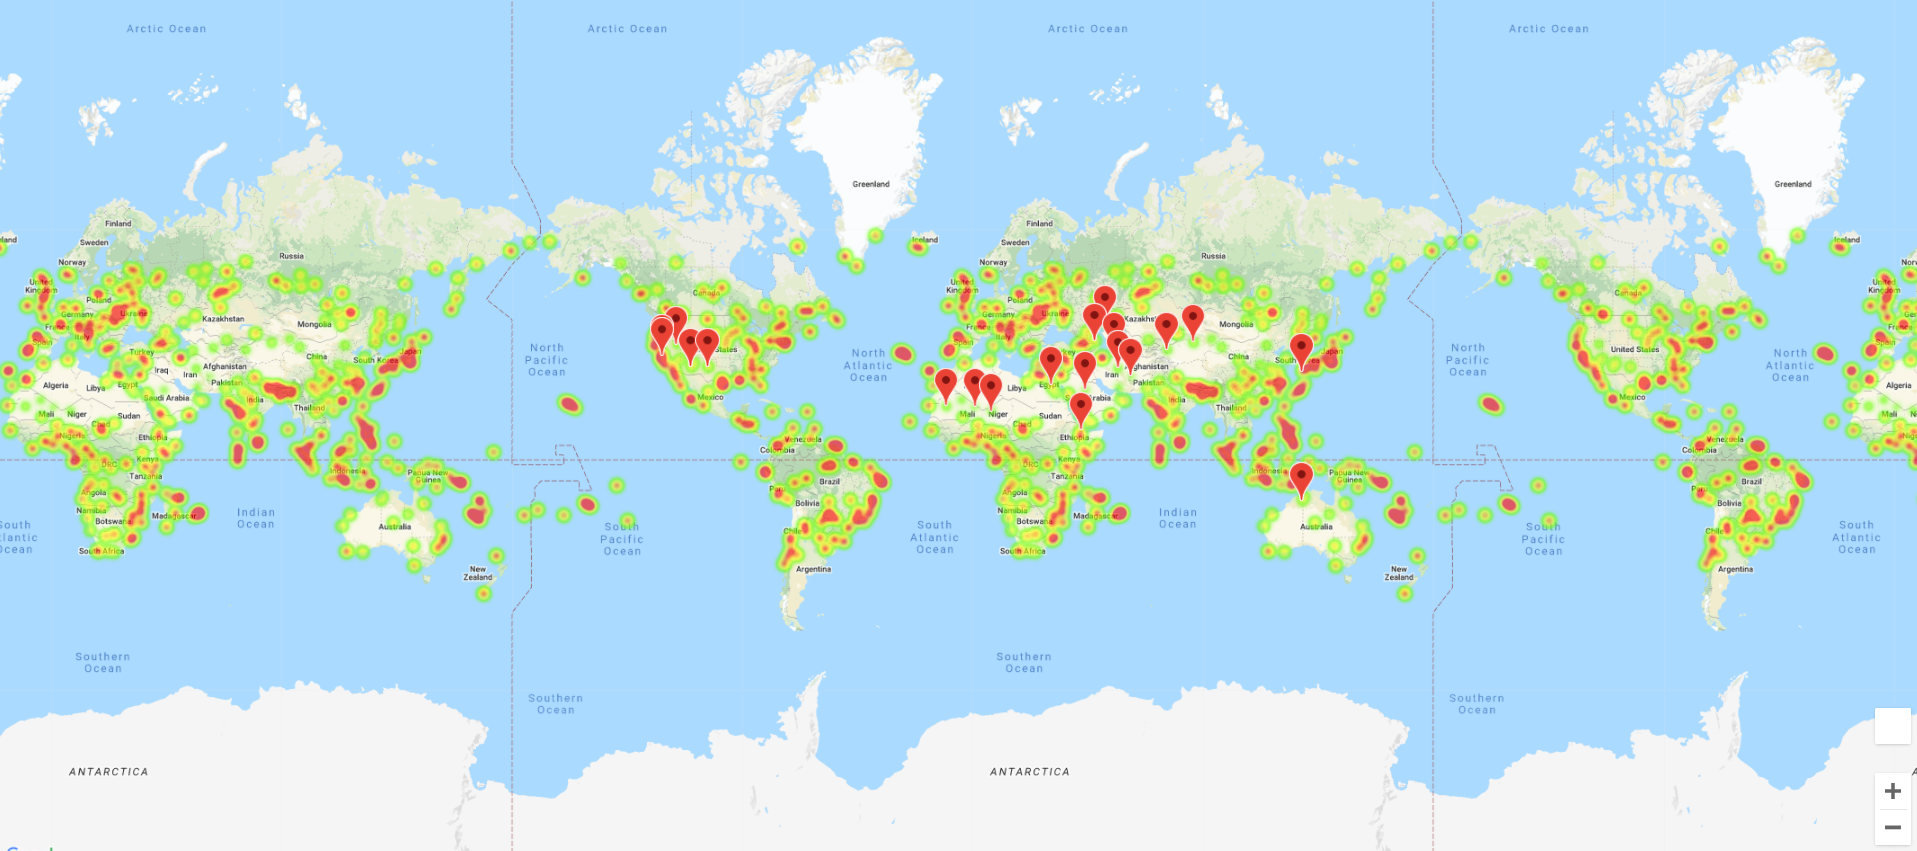 Arctic Ocean
Arctic Ocean
Arctic Ocean
Arctic Ocean
Greenland
Greenland
Finland
Sweden
Norway
Russia
United
Kingdom
Poland
Germany
Ukraine
France
Italy
Spain
Kazakhstan
Mongolia
Turkey
China
South Korea
Japan
Iraq
Iran
Afghanistan
Pakistan
Algeria
Libya
Egypt
Saudi Arabia
India
Thailand
Mali
Niger
Chad
Sudan
Nigeria
Ethiopia
DRC
Kenya
Tanzania
Indonesia
Papua New
Guinea
Angola
Namibia
Botswana
Madagascar
South Africa
Indian
Ocean
Australia
New
Zealand
South
Atlantic
Ocean
North
Pacific
Ocean
South
Pacific
Ocean
Canada
States
Mexico
Venezuela
Colombia
Brazil
Bolivia
Chile
Argentina
North
Atlantic
Ocean
South
Atlantic
Ocean
Iceland
Finland
Sweden
Norway
Russia
United
Kingdom
Poland
Germany
Ukraine
France
Italy
Spain
Mongolia
China
Japan
Iran
Pakistan
Libya
Egypt
India
Thailand
Mali
Niger
Chad
Sudan
Nigeria
Ethiopia
DRC
Kenya
Tanzania
Indonesia
Papua New
Guinea
Angola
Namibia
Botswana
Madagascar
South Africa
Indian
Ocean
Australia
New
Zealand
North
Pacific
Ocean
South
Pacific
Ocean
Canada
United States
Mexico
Venezuela
Colombia
Peru
Brazil
Bolivia
Chile
Argentina
North
Atlantic
Ocean
South
Atlantic
Ocean
Iceland
United
Kingdom
France
Spain
Algeria
Mali
Nigeria
Southern
Ocean
Southern
Ocean
Southern
Ocean
Southern
Ocean
ANTARCTICA
ANTARCTICA